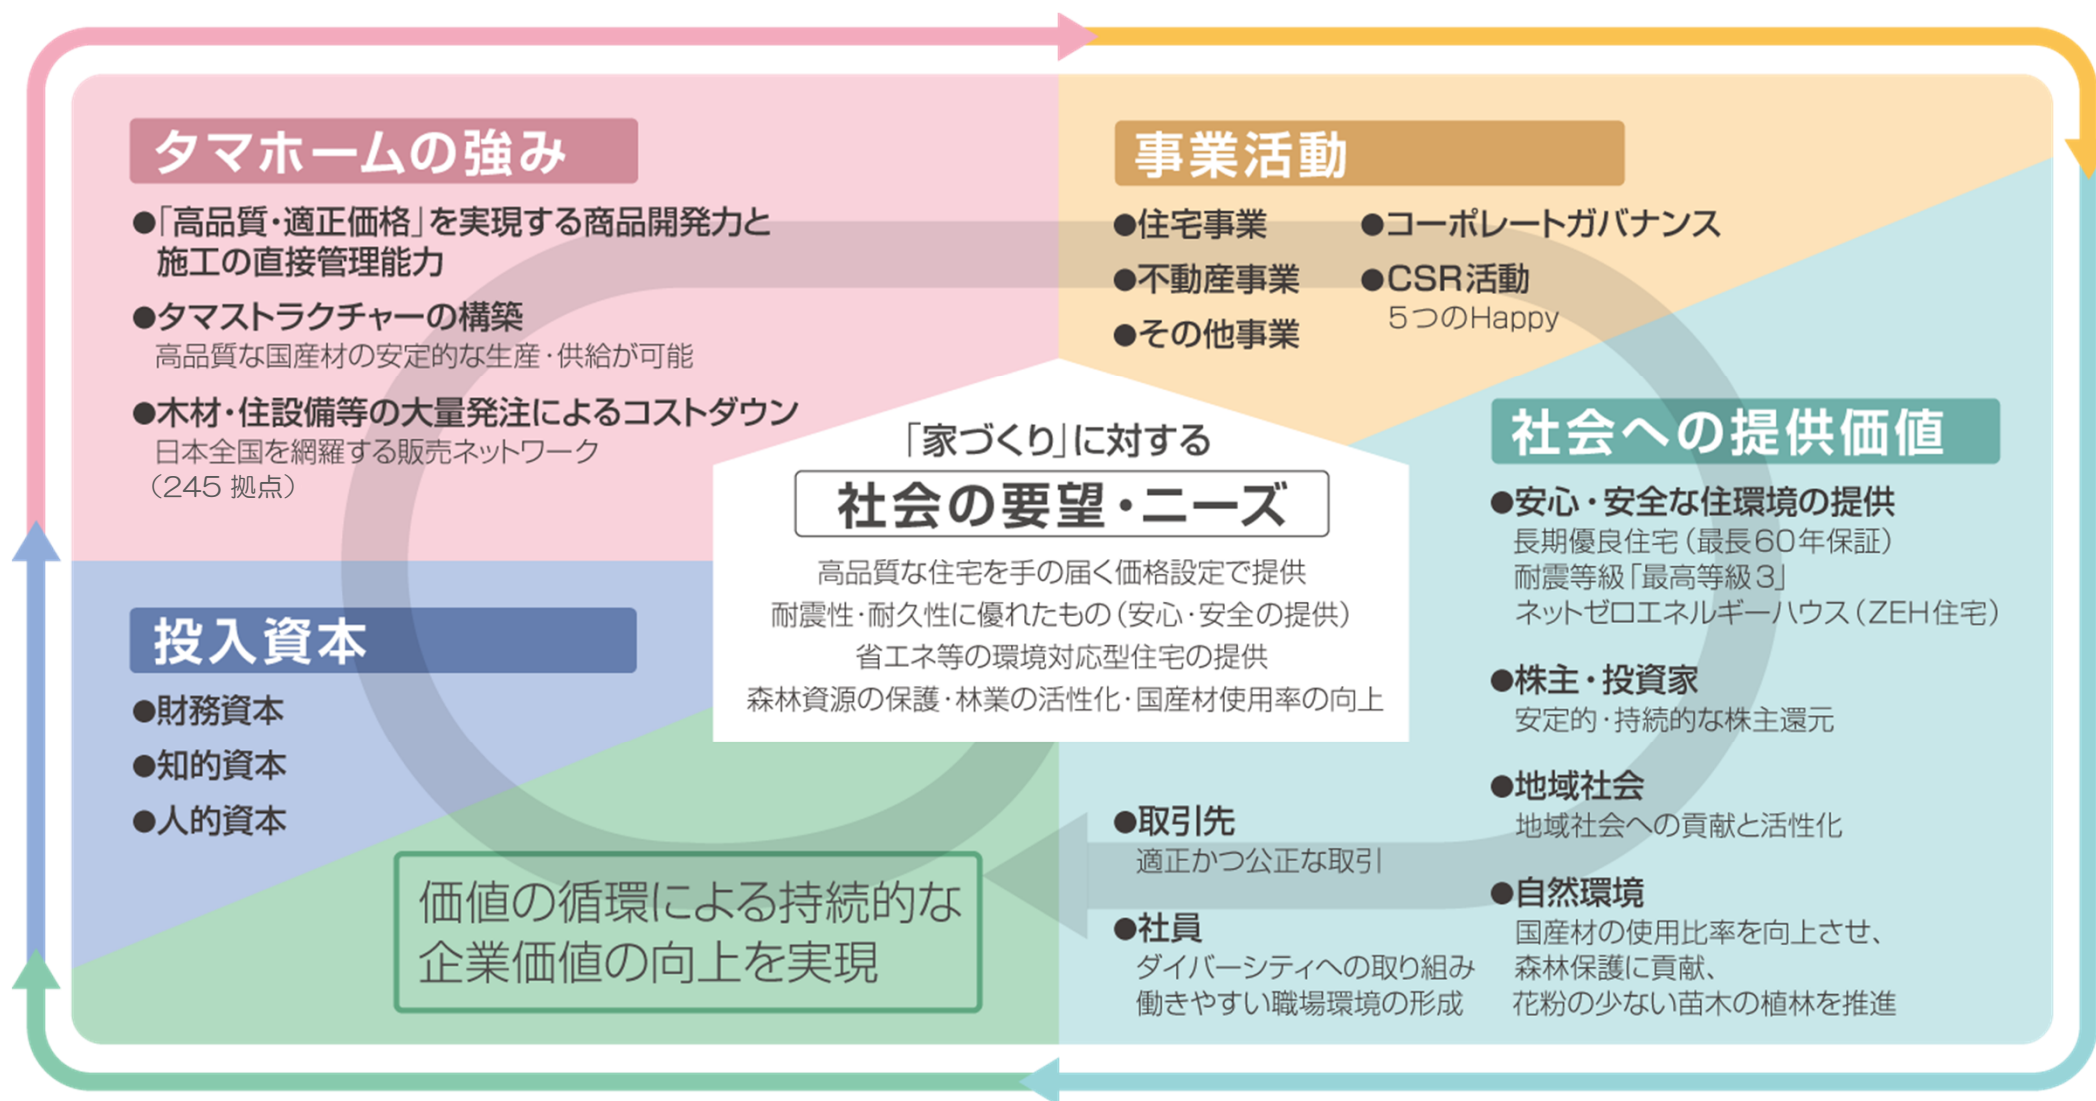 タマホームの強み
●「高品質・適正価格」を実現する商品開発力と
施工の直接管理能力
●タマストラクチャーの構築
高品質な国産材の安定的な生産・供給が可能
●木材・住設備等の大量発注によるコストダウン
日本全国を網羅する販売ネットワーク
（245 拠点）
事業活動
●住宅事業
●不動産事業
●その他事業
●コーポレートガバナンス
●CSR活動
5つのHappy
「家づくり」に対する
社会の要望・ニーズ
高品質な住宅を手の届く価格設定で提供
耐震性・耐久性に優れたもの（安心・安全の提供）
省エネ等の環境対応型住宅の提供
森林資源の保護・林業の活性化・国産材使用率の向上
社会への提供価値
●安心・安全な住環境の提供
長期優良住宅（最長60年保証）
耐震等級「最高等級3」
ネットゼロエネルギーハウス（ZEH住宅）
●株主・投資家
安定的・持続的な株主還元
●地域社会
地域社会への貢献と活性化
●自然環境
国産材の使用比率を向上させ、
森林保護に貢献、
花粉の少ない苗木の植林を推進
●取引先
適正かつ公正な取引
●社員
ダイバーシティへの取り組み
働きやすい職場環境の形成
投入資本
●財務資本
●知的資本
●人的資本
価値の循環による持続的な
企業価値の向上を実現